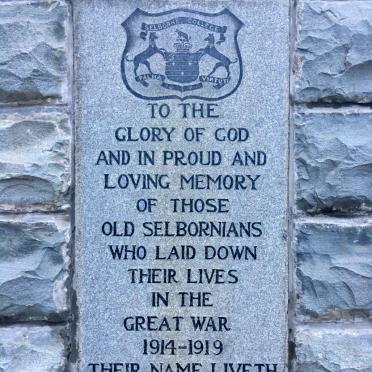 SELBORNE COLLEGE
PALMA VIRTUTI
TO THE
GLORY OF GOD
AND IN PROUD AND
LOVING MEMORY
OF THOSE
OLD SELBORNIANS
WHO LAID DOWN
THEIR LIVES
IN THE
GREAT WAR
1914-1919
THEIR NAME LIVETH